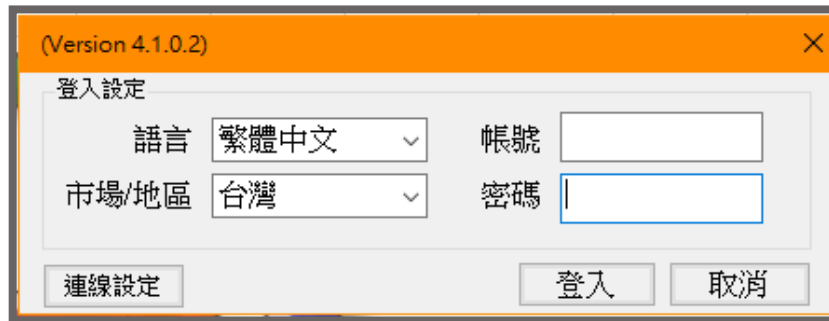 (Version 4.1.0.2)
登入設定
語言 繁體中文 帳號
市場/地區 台灣 密碼
連線設定 登入 取消